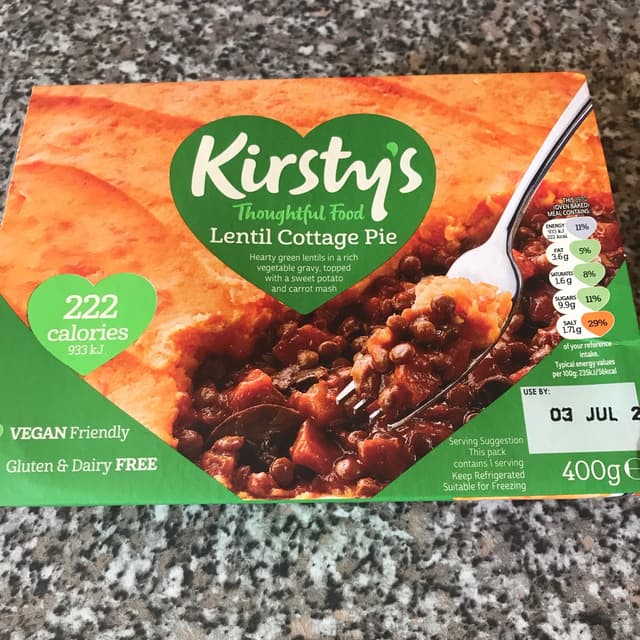 Kirsty's
Thoughtful Food
Lentil Cottage Pie
Hearty green lentils in a rich
vegetable gravy, topped
with a sweet potato
and carrot mash
222
calories
933 kJ
VEGAN Friendly
Gluten & Dairy FREE
OVEN BAKED
MEAL CONTAINS
ENERGY
933 kJ
11%
FAT
3.6g
5%
SATURATES
1.6g
8%
SUGARS
9.9g
11%
SALT
1.71g
29%
of your reference
intake.
Typical energy values
per 100g: 235kJ/56kcal
USE BY:
03 JUL 2
Serving Suggestion
This pack
contains 1 serving
Keep Refrigerated
Suitable for Freezing
400g e